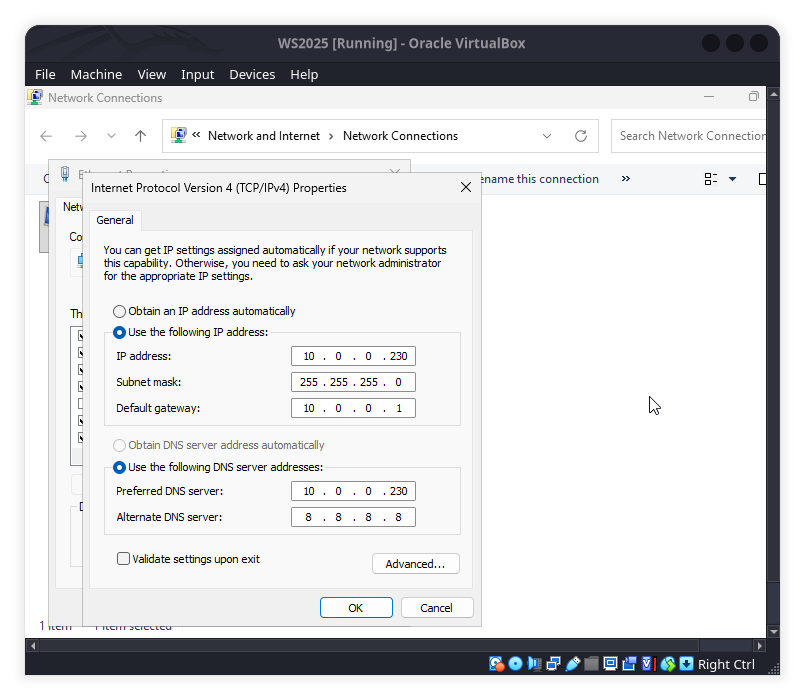 WS2025 [Running] - Oracle VirtualBox
File Machine View Input Devices Help
Network Connections
« Network and Internet › Network Connections
Search Network Connection
ename this connection »
Internet Protocol Version 4 (TCP/IPv4) Properties
Netw
General
Co
You can get IP settings assigned automatically if your network supports
this capability. Otherwise, you need to ask your network administrator
for the appropriate IP settings.
Th
Obtain an IP address automatically
Use the following IP address:
IP address: 10 . 0 . 0 . 230
Subnet mask: 255 . 255 . 255 . 0
Default gateway: 10 . 0 . 0 . 1
Obtain DNS server address automatically
Use the following DNS server addresses:
Preferred DNS server: 10 . 0 . 0 . 230
Alternate DNS server: 8 . 8 . 8 . 8
Validate settings upon exit
Advanced...
OK Cancel
1 item 1 item selected
Right Ctrl